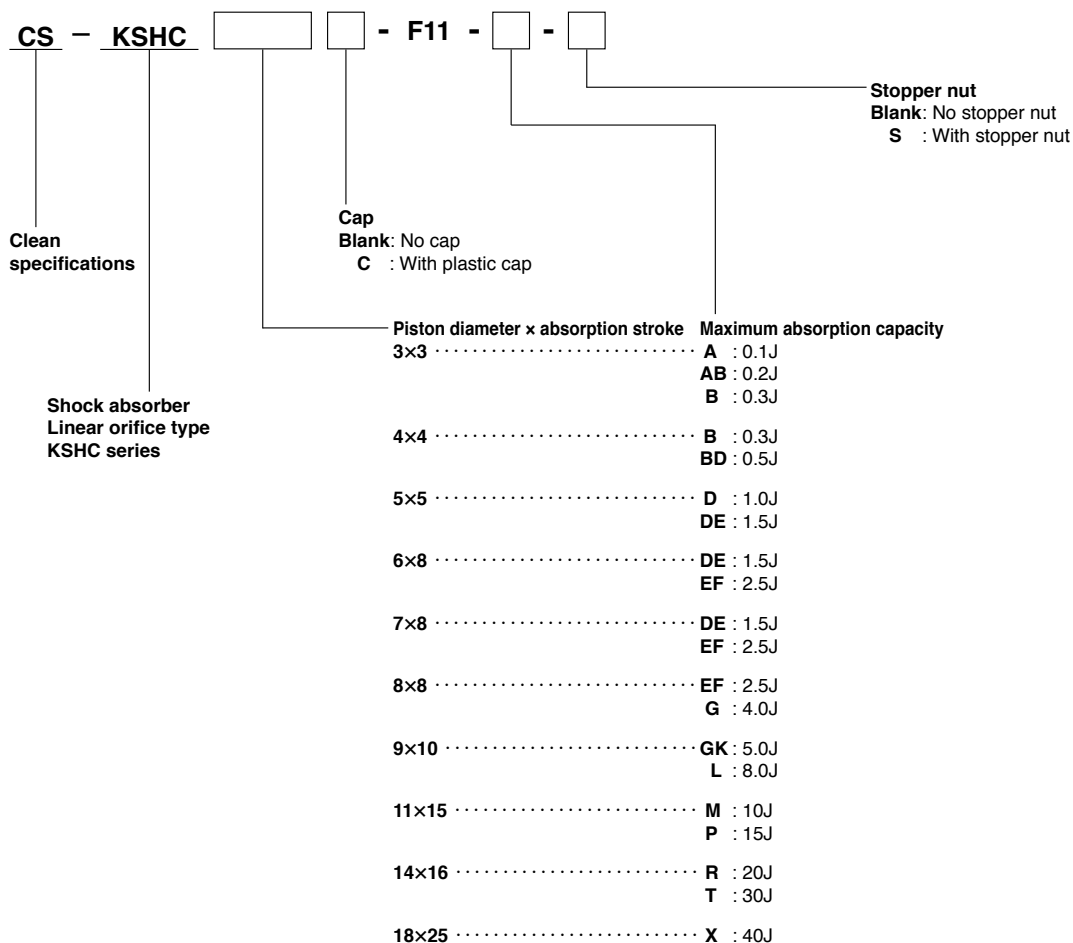 CS – KSHC - F11 - -
Stopper nut
Blank: No stopper nut
S : With stopper nut
Cap
Blank: No cap
C : With plastic cap
Clean
specifications
Piston diameter × absorption stroke Maximum absorption capacity
3×3 ··························· A : 0.1J
AB : 0.2J
B : 0.3J
Shock absorber
Linear orifice type
KSHC series
4×4 ··························· B : 0.3J
BD : 0.5J
5×5 ··························· D : 1.0J
DE : 1.5J
6×8 ··························· DE : 1.5J
EF : 2.5J
7×8 ··························· DE : 1.5J
EF : 2.5J
8×8 ··························· EF : 2.5J
G : 4.0J
9×10 ·························· GK : 5.0J
L : 8.0J
11×15 ························· M : 10J
P : 15J
14×16 ························· R : 20J
T : 30J
18×25 ························· X : 40J